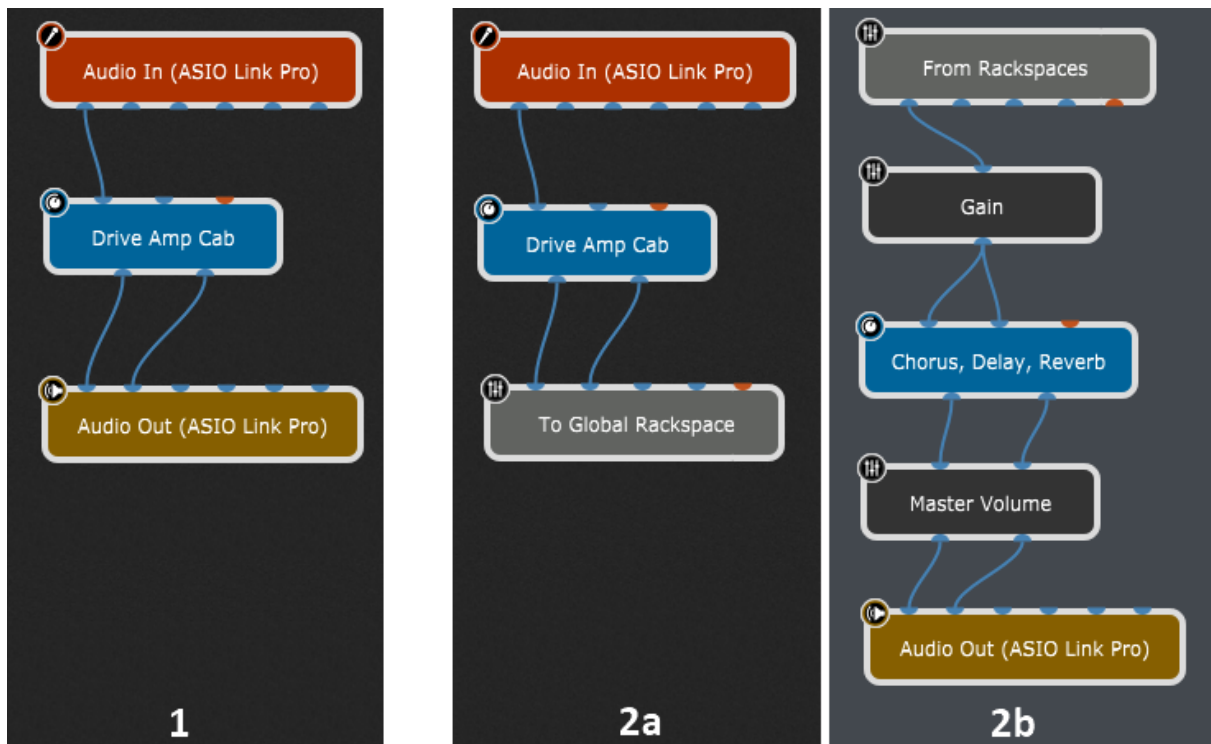 Audio In (ASIO Link Pro)
Drive Amp Cab
Audio Out (ASIO Link Pro)
1
Audio In (ASIO Link Pro)
Drive Amp Cab
To Global Rackspace
2a
From Rackspaces
Gain
Chorus, Delay, Reverb
Master Volume
Audio Out (ASIO Link Pro)
2b